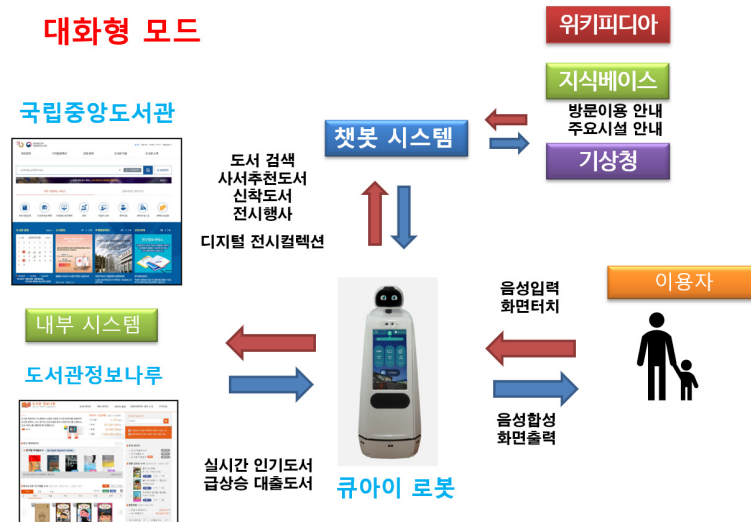 대화형 모드
위키피디아
지식베이스
방문이용 안내
주요시설 안내
기상청
챗봇 시스템
국립중앙도서관
도서 검색
사서추천도서
신착도서
전시행사
디지털 전시컬렉션
이용자
음성입력
화면터치
내부 시스템
도서관정보나루
음성합성
화면출력
실시간 인기도서
급상승 대출도서
큐아이 로봇